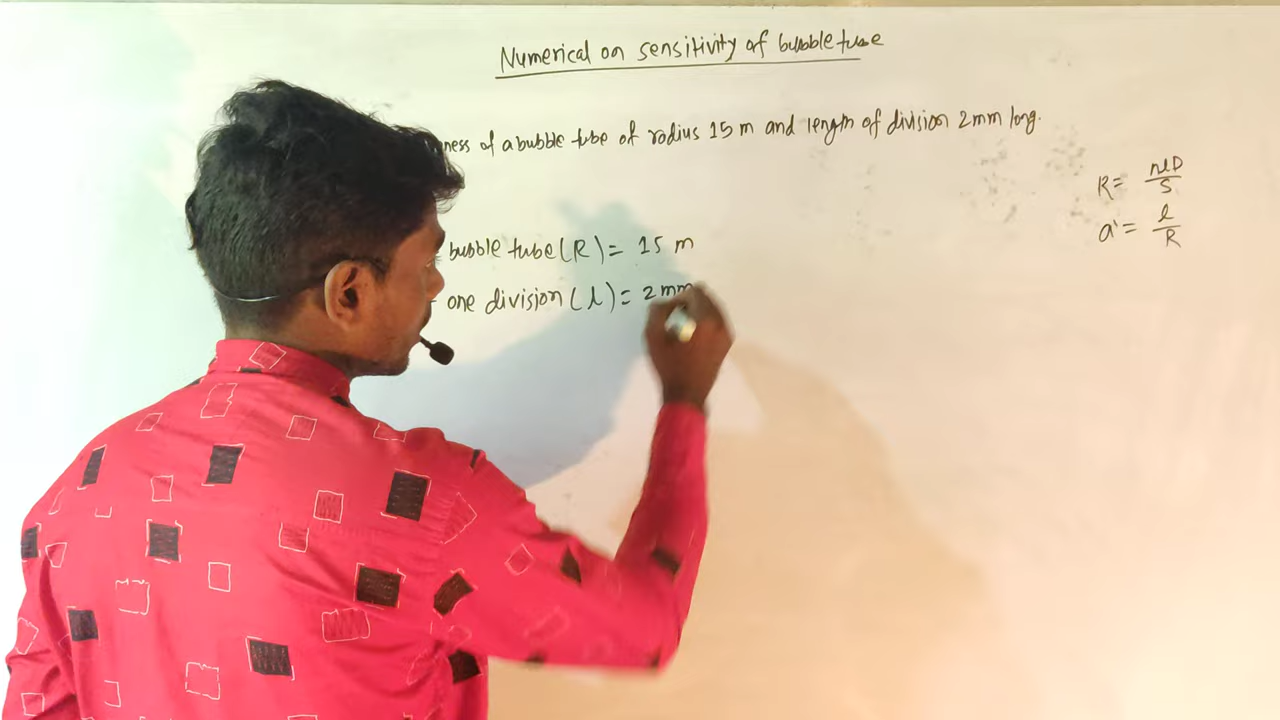 Numerical on sensitivity of bubble tube
ness of a bubble tube of radius 15 m and length of division 2mm long.
R = nlD/S
a' = l/R
bubble tube (R) = 15 m
one division (l) = 2mm